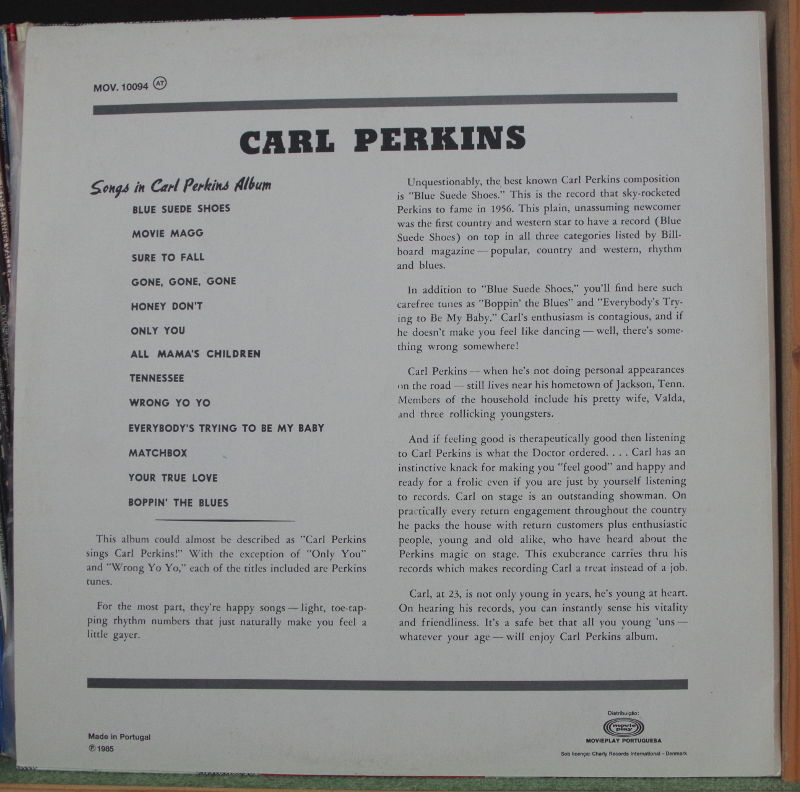 MOV. 10094 AT
CARL PERKINS
Songs in Carl Perkins Album
BLUE SUEDE SHOES
MOVIE MAGG
SURE TO FALL
GONE, GONE, GONE
HONEY DON'T
ONLY YOU
ALL MAMA'S CHILDREN
TENNESSEE
WRONG YO YO
EVERYBODY'S TRYING TO BE MY BABY
MATCHBOX
YOUR TRUE LOVE
BOPPIN' THE BLUES
This album could almost be described as "Carl Perkins
sings Carl Perkins!" With the exception of "Only You"
and "Wrong Yo Yo," each of the titles included are Perkins
tunes.
For the most part, they're happy songs — light, toe-tap-
ping rhythm numbers that just naturally make you feel a
little gayer.
Unquestionably, the best known Carl Perkins composition
is "Blue Suede Shoes." This is the record that sky-rocketed
Perkins to fame in 1956. This plain, unassuming newcomer
was the first country and western star to have a record (Blue
Suede Shoes) on top in all three categories listed by Bill-
board magazine — popular, country and western, rhythm
and blues.
In addition to "Blue Suede Shoes," you'll find here such
carefree tunes as "Boppin' the Blues" and "Everybody's Try-
ing to Be My Baby." Carl's enthusiasm is contagious, and if
he doesn't make you feel like dancing — well, there's some-
thing wrong somewhere!
Carl Perkins — when he's not doing personal appearances
on the road — still lives near his hometown of Jackson, Tenn.
Members of the household include his pretty wife, Valda,
and three rollicking youngsters.
And if feeling good is therapeutically good then listening
to Carl Perkins is what the Doctor ordered. . . . Carl has an
instinctive knack for making you "feel good" and happy and
ready for a frolic even if you are just by yourself listening
to records. Carl on stage is an outstanding showman. On
practically every return engagement throughout the country
he packs the house with return customers plus enthusiastic
people, young and old alike, who have heard about the
Perkins magic on stage. This exuberance carries thru his
records which makes recording Carl a treat instead of a job.
Carl, at 23, is not only young in years, he's young at heart.
On hearing his records, you can instantly sense his vitality
and friendliness. It's a safe bet that all you young 'uns —
whatever your age — will enjoy Carl Perkins album.
Made in Portugal
℗ 1985
Distribuição:
movie play
MOVIEPLAY PORTUGUESA
Sob licença: Charly Records International - Denmark